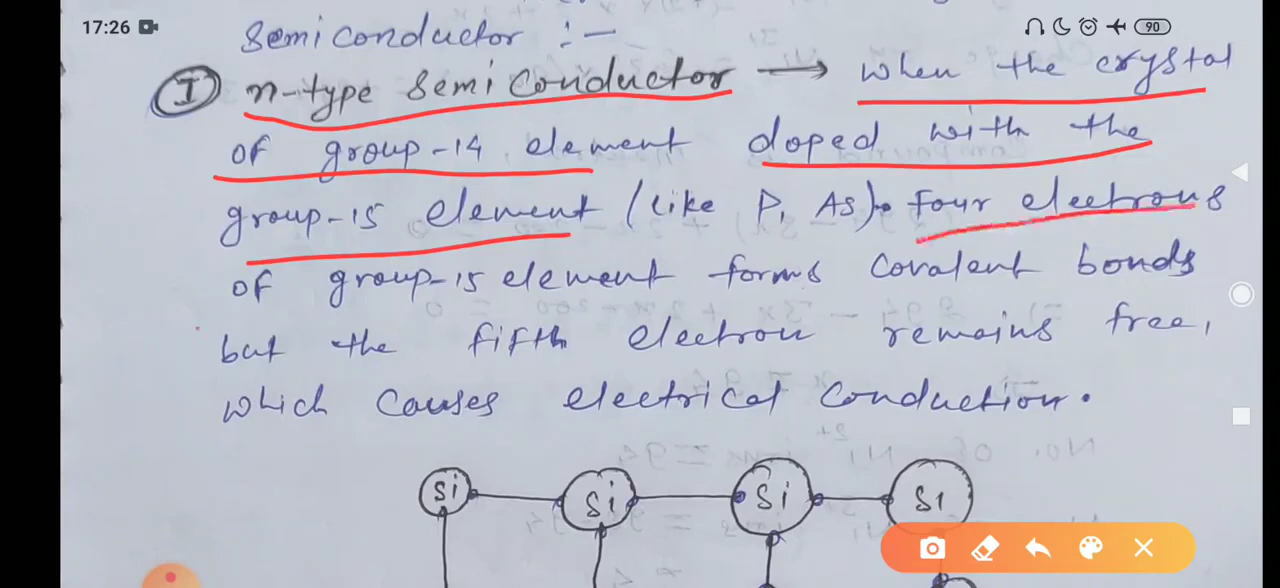 17:26
90
Semiconductor :-
I n-type Semiconductor → when the crystal
of group-14 element doped with the
group-15 element (like P, As). Four electrons
of group-15 element forms covalent bonds
but the fifth electron remains free,
which causes electrical conduction.
Si Si Si Si